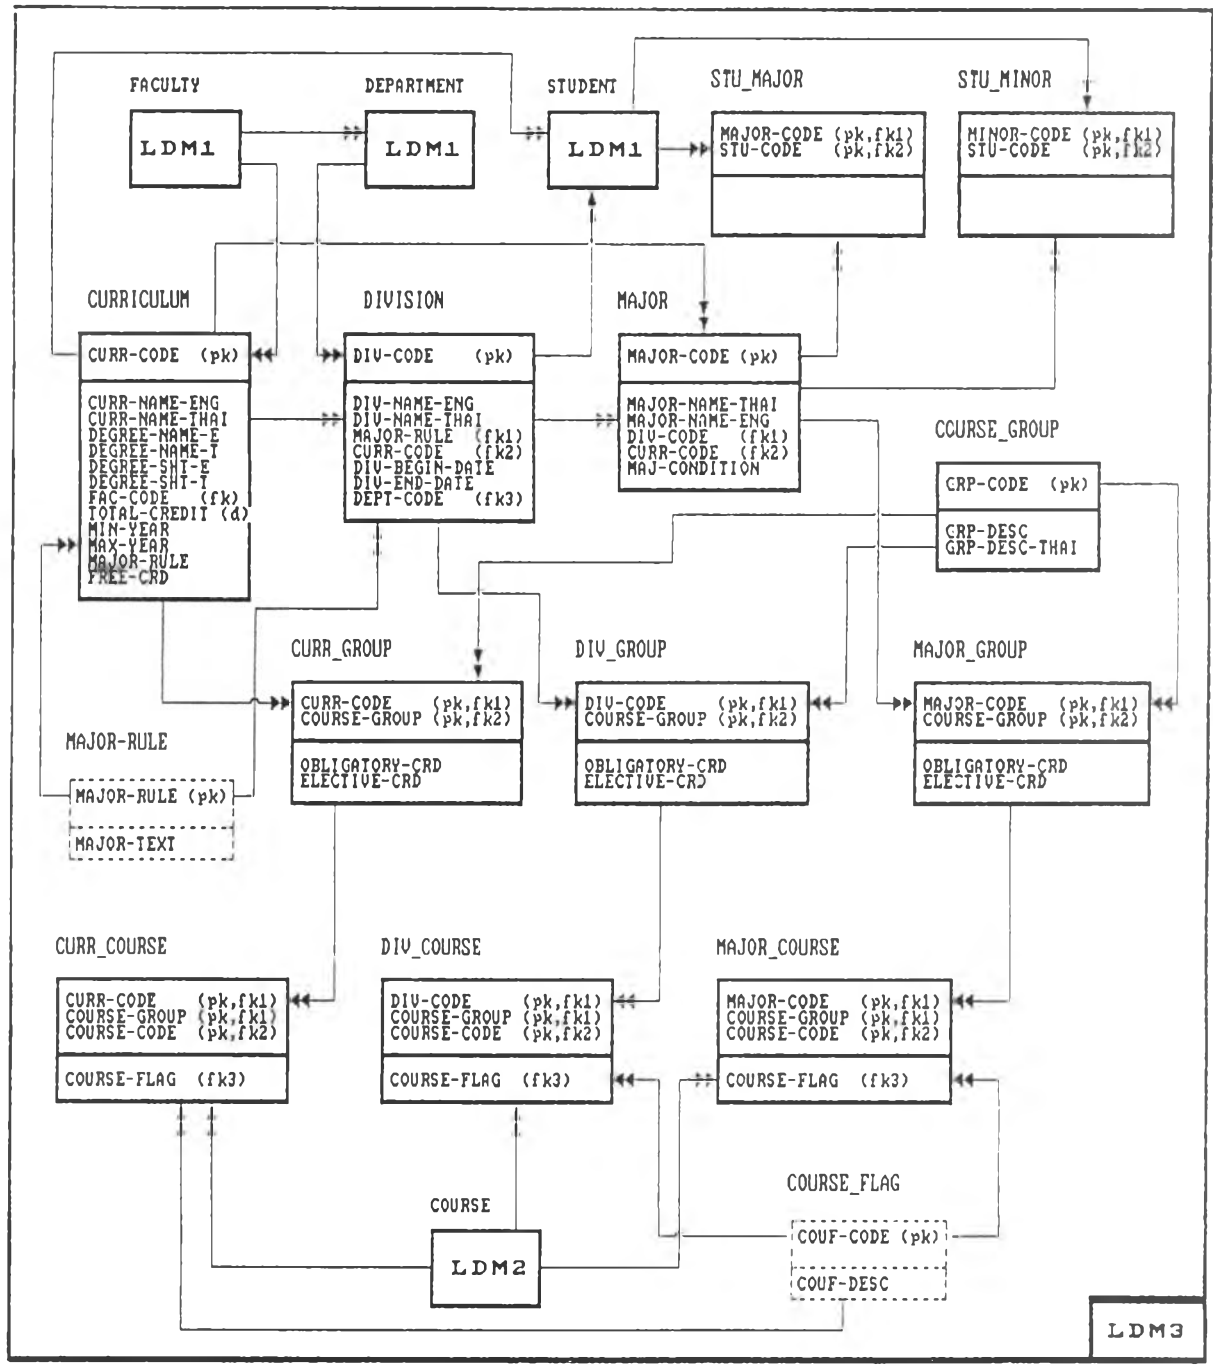 FACULTY
DEPARTMENT
STUDENT
STU_MAJOR
STU_MINOR
LDM1
LDM1
LDM1
MAJOR-CODE (pk,fk1)
STU-CODE (pk,fk2)
MINOR-CODE (pk,fk1)
STU-CODE (pk,fk2)
CURRICULUM
DIVISION
MAJOR
CURR-CODE (pk)
CURR-NAME-ENG
CURR-NAME-THAI
DEGREE-NAME-E
DEGREE-NAME-T
DEGREE-SHT-E
DEGREE-SHT-T
FAC-CODE (fk)
TOTAL-CREDIT (d)
MIN-YEAR
MAX-YEAR
MAJOR-RULE
FREE-CRD
DIV-CODE (pk)
DIV-NAME-ENG
DIV-NAME-THAI
MAJOR-RULE (fk1)
CURR-CODE (fk2)
DIV-BEGIN-DATE
DIV-END-DATE
DEPT-CODE (fk3)
MAJOR-CODE (pk)
MAJOR-NAME-THAI
MAJOR-NAME-ENG
DIV-CODE (fk1)
CURR-CODE (fk2)
MAJ-CONDITION
COURSE_GROUP
GRP-CODE (pk)
GRP-DESC
GRP-DESC-THAI
CURR_GROUP
DIV_GROUP
MAJOR_GROUP
CURR-CODE (pk,fk1)
COURSE-GROUP (pk,fk2)
OBLIGATORY-CRD
ELECTIVE-CRD
DIV-CODE (pk,fk1)
COURSE-GROUP (pk,fk2)
OBLIGATORY-CRD
ELECTIVE-CRD
MAJOR-CODE (pk,fk1)
COURSE-GROUP (pk,fk2)
OBLIGATORY-CRD
ELECTIVE-CRD
MAJOR-RULE
MAJOR-RULE (pk)
MAJOR-TEXT
CURR_COURSE
DIV_COURSE
MAJOR_COURSE
CURR-CODE (pk,fk1)
COURSE-GROUP (pk,fk1)
COURSE-CODE (pk,fk2)
COURSE-FLAG (fk3)
DIV-CODE (pk,fk1)
COURSE-GROUP (pk,fk1)
COURSE-CODE (pk,fk2)
COURSE-FLAG (fk3)
MAJOR-CODE (pk,fk1)
COURSE-GROUP (pk,fk1)
COURSE-CODE (pk,fk2)
COURSE-FLAG (fk3)
COURSE_FLAG
COUF-CODE (pk)
COUF-DESC
COURSE
LDM2
LDM3